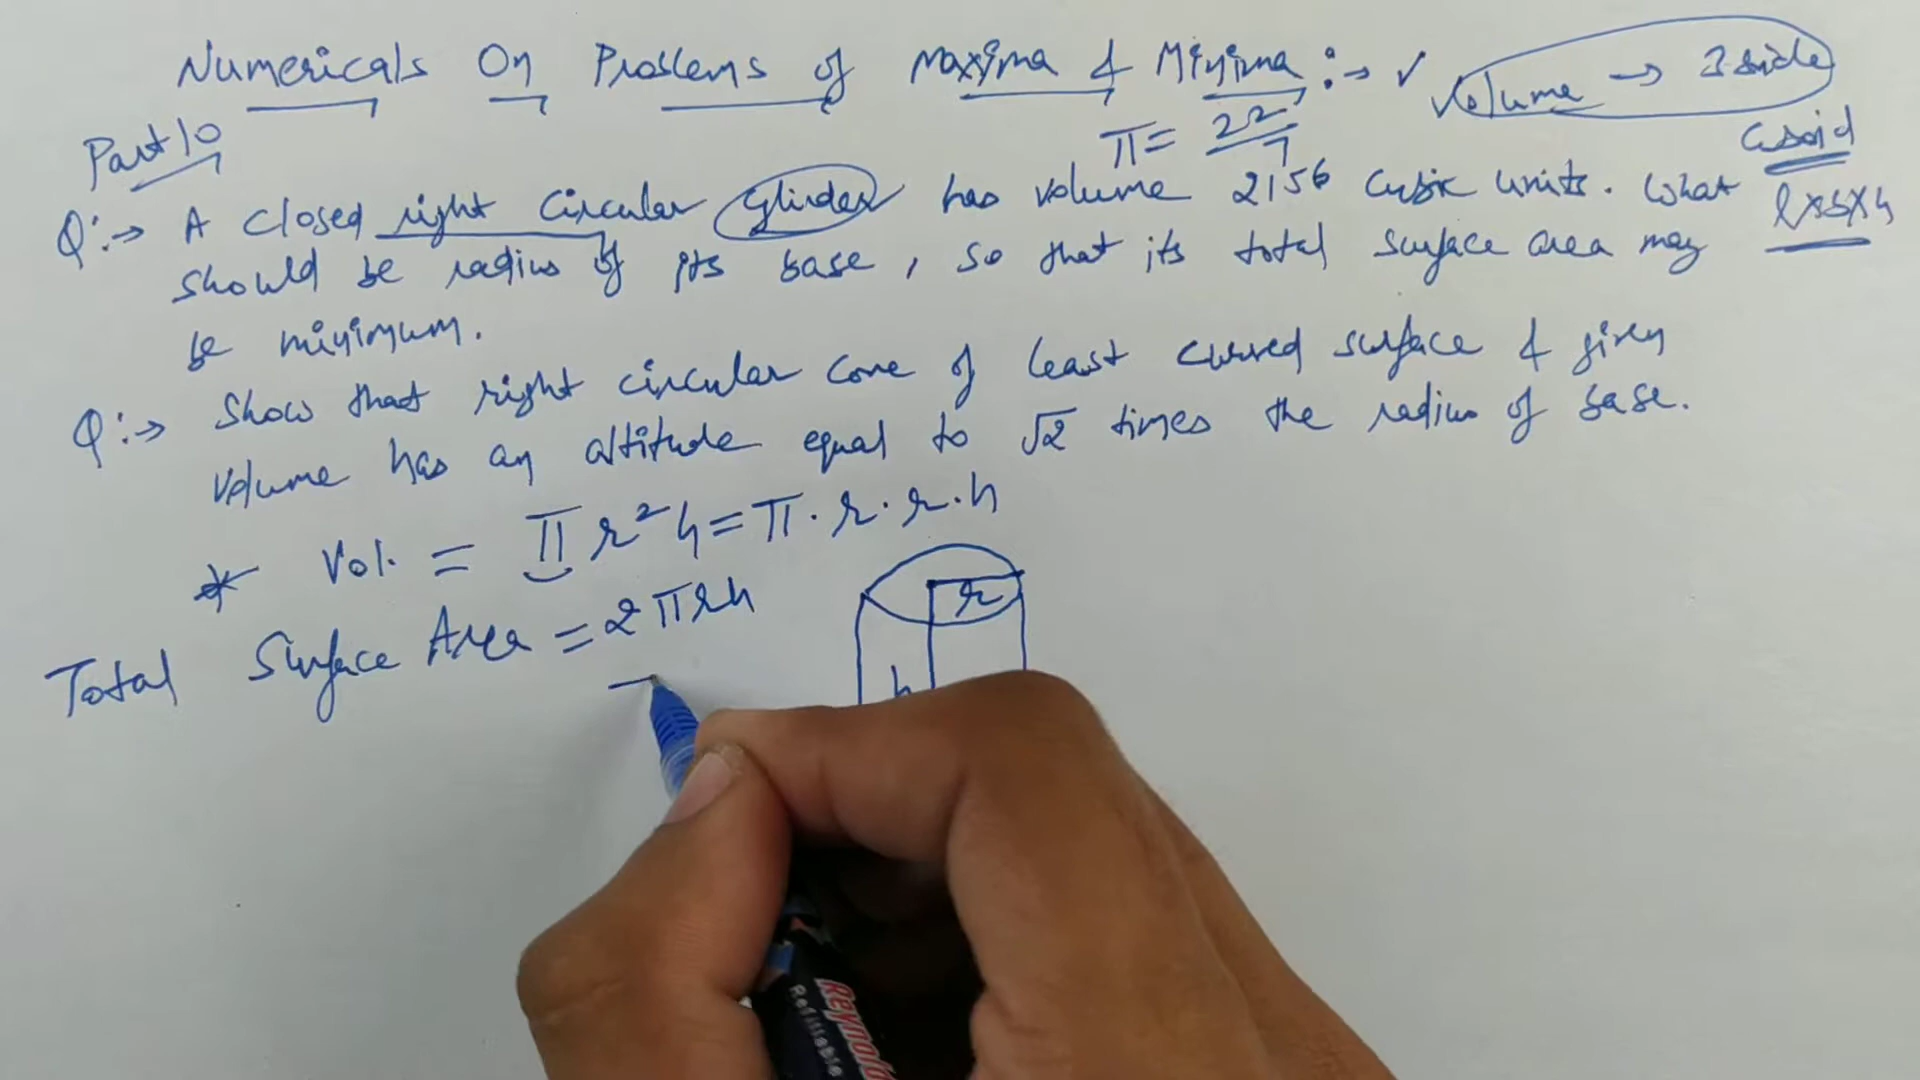 Numericals On Problems of Maxima & Minima :→ ✓
Volume → 3 side
Part 10
π = 22/7
Cuboid
l×b×h
Q:→ A closed right circular cylinder has volume 2156 cubic units. What
should be radius of its base, so that its total surface area may
be minimum.
Q:→ Show that right circular cone of least curved surface & given
volume has an altitude equal to √2 times the radius of base.
* Vol. = π r² h = π · r · r · h
Total Surface Area = 2πrh
r
h
Reynolds
Refillable